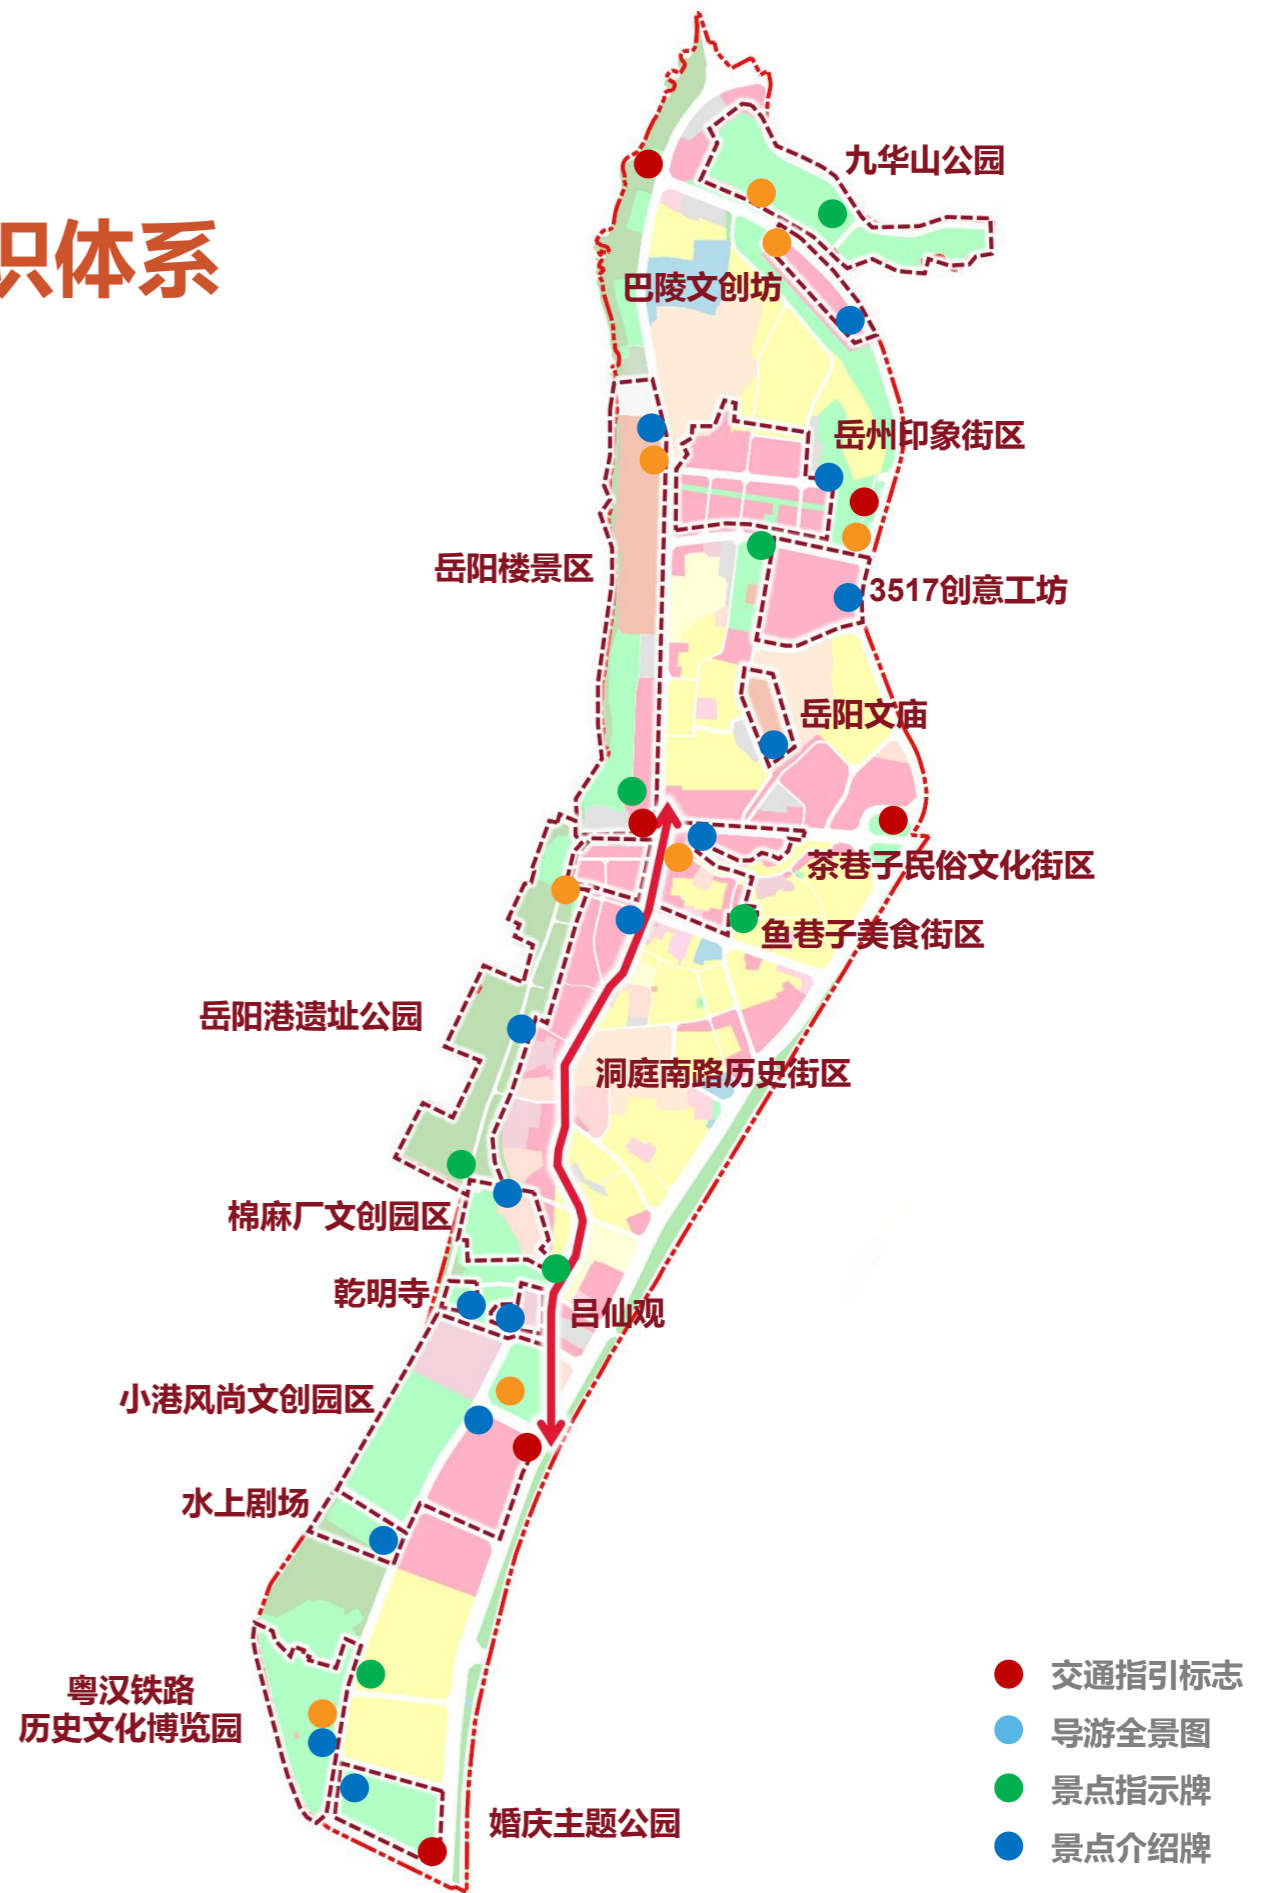 识体系
九华山公园
巴陵文创坊
岳州印象街区
岳阳楼景区
3517创意工坊
岳阳文庙
茶巷子民俗文化街区
鱼巷子美食街区
岳阳港遗址公园
洞庭南路历史街区
棉麻厂文创园区
乾明寺
吕仙观
小港风尚文创园区
水上剧场
粤汉铁路
历史文化博览园
婚庆主题公园
交通指引标志
导游全景图
景点指示牌
景点介绍牌